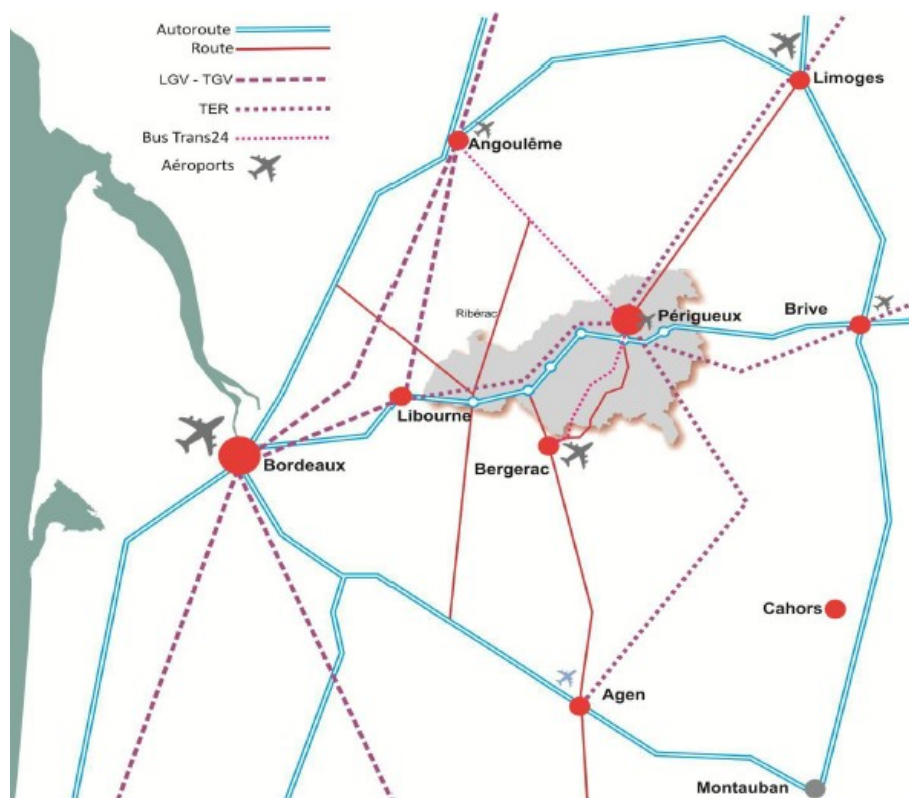 Autoroute
Route
LGV - TGV
TER
Bus Trans24
Aéroports
Limoges
Angoulême
Ribérac
Périgueux
Brive
Libourne
Bordeaux
Bergerac
Cahors
Agen
Montauban